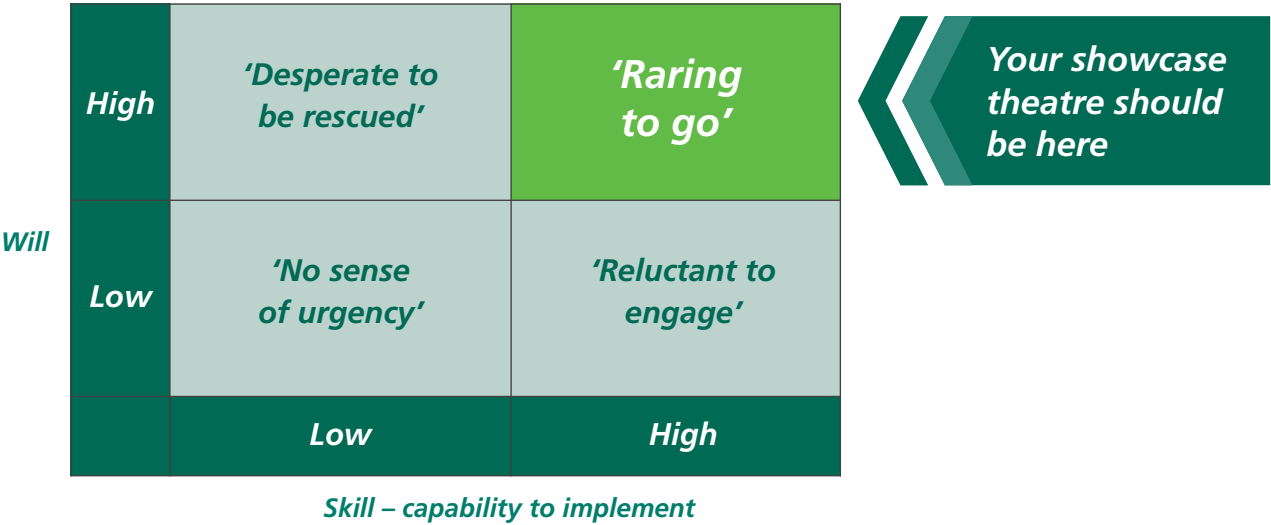 High
‘Desperate to
be rescued’
‘Raring
to go’
Your showcase
theatre should
be here
Will
Low
‘No sense
of urgency’
‘Reluctant to
engage’
Low
High
Skill – capability to implement